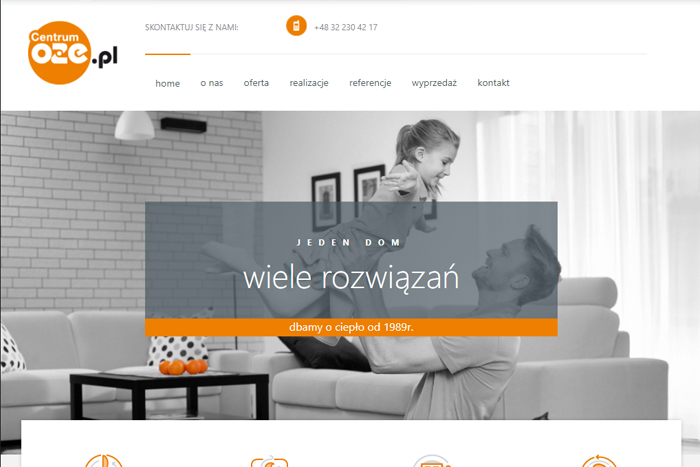 Centrum
oze.pl
SKONTAKTUJ SIĘ Z NAMI:
+48 32 230 42 17
home
o nas
oferta
realizacje
referencje
wyprzedaż
kontakt
JEDEN DOM
wiele rozwiązań
dbamy o ciepło od 1989r.